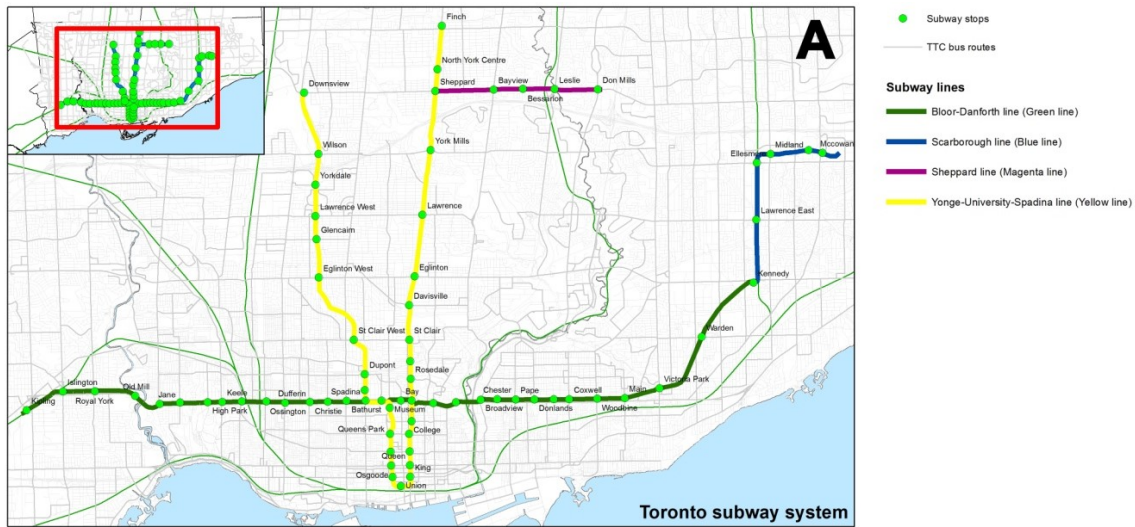 Finch
A
North York Centre
Downsview
Sheppard
Bayview
Leslie
Don Mills
Bessarion
Wilson
York Mills
Ellesme
Midland
Mccowan
Yorkdale
Lawrence West
Lawrence
Lawrence East
Glencairn
Eglinton West
Eglinton
Kennedy
Davisville
St Clair West
St Clair
Warden
Dupont
Rosedale
Islington
Old Mill
Jane
Keele
Dufferin
Spadina
Bay
Chester
Pape
Coxwell
Main
Victoria Park
Kipling
Royal York
High Park
Ossington
Christie
Bathurst
Museum
Broadview
Donlands
Woodbine
Queens Park
College
Queen
King
Osgoode
Union
Toronto subway system
Subway stops
TTC bus routes
Subway lines
Bloor-Danforth line (Green line)
Scarborough line (Blue line)
Sheppard line (Magenta line)
Yonge-University-Spadina line (Yellow line)